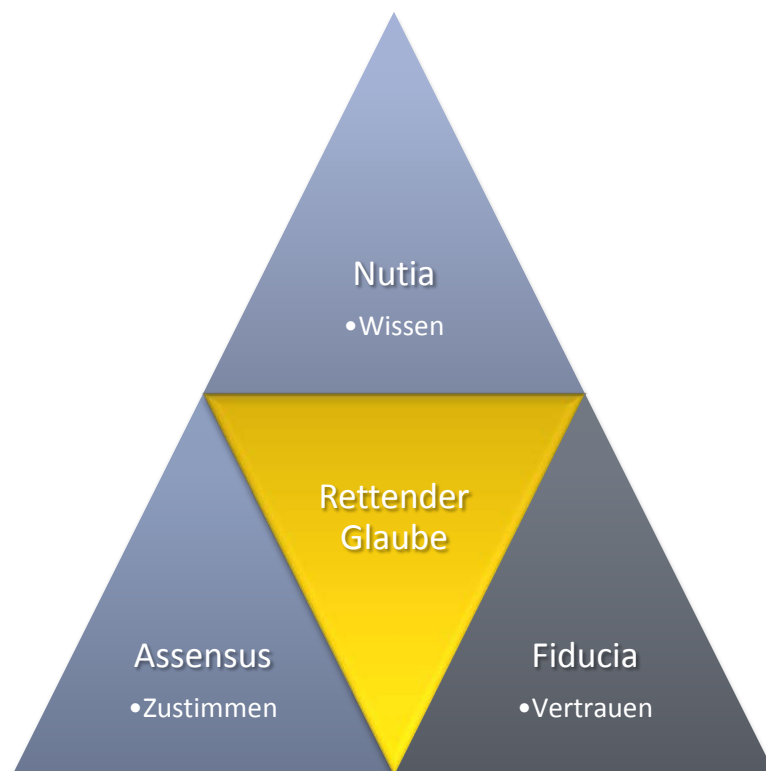 Nutia
•Wissen
Rettender
Glaube
Assensus
•Zustimmen
Fiducia
•Vertrauen